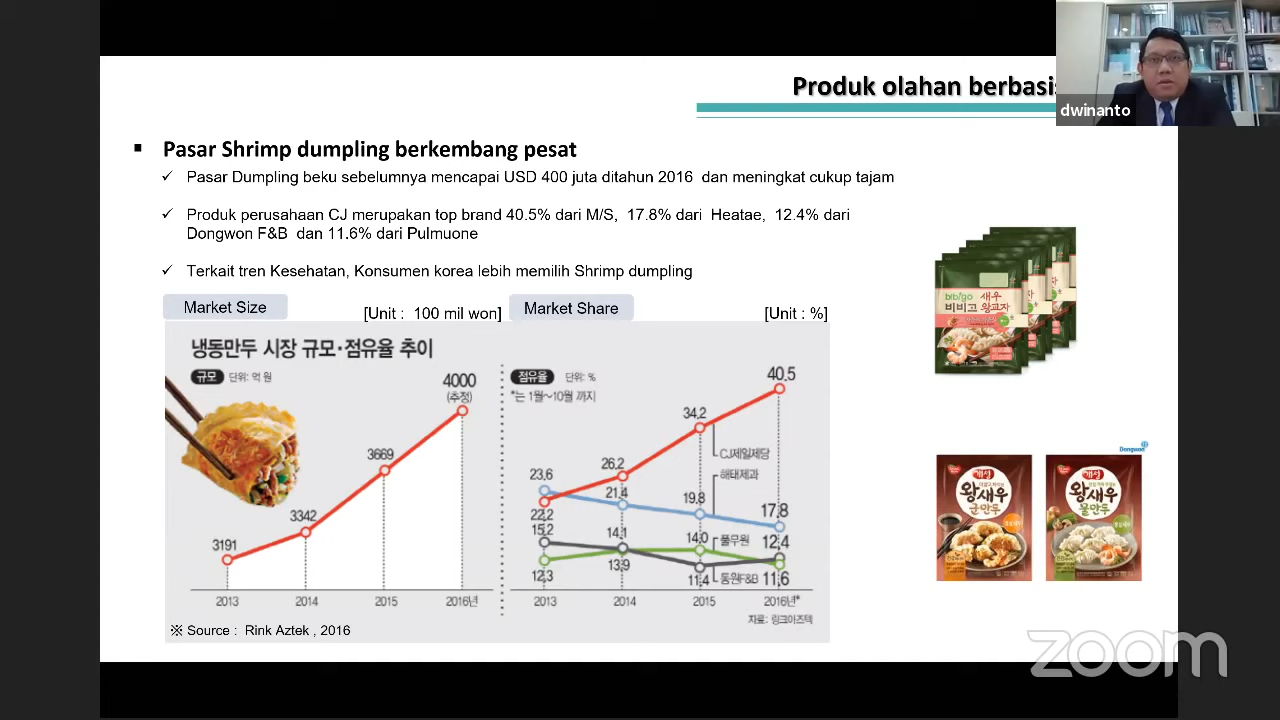 Produk olahan berbasis
dwinanto
Pasar Shrimp dumpling berkembang pesat
Pasar Dumpling beku sebelumnya mencapai USD 400 juta ditahun 2016 dan meningkat cukup tajam
Produk perusahaan CJ merupakan top brand 40.5% dari M/S, 17.8% dari Heatae, 12.4% dari
Dongwon F&B dan 11.6% dari Pulmuone
Terkait tren Kesehatan, Konsumen korea lebih memilih Shrimp dumpling
Market Size
[Unit : 100 mil won]
Market Share
[Unit : %]
냉동만두 시장 규모·점유율 추이
규모 단위: 억 원
3191
3342
3669
4000
(추정)
2013 2014 2015 2016년
점유율 단위: %
*는 1월~10월 까지
40.5
34.2
26.2
23.6
22.2
CJ제일제당
해태제과
21.4
19.8
17.8
15.2
14.1
14.0
풀무원
12.4
12.3
13.9
11.4
동원F&B
11.6
2013 2014 2015 2016년*
자료: 링크아즈텍
※ Source : Rink Aztek , 2016
bibigo
비비고
새우
왕교자
Dongwon
개성
왕새우
군만두
개성
왕새우
물만두
zoom